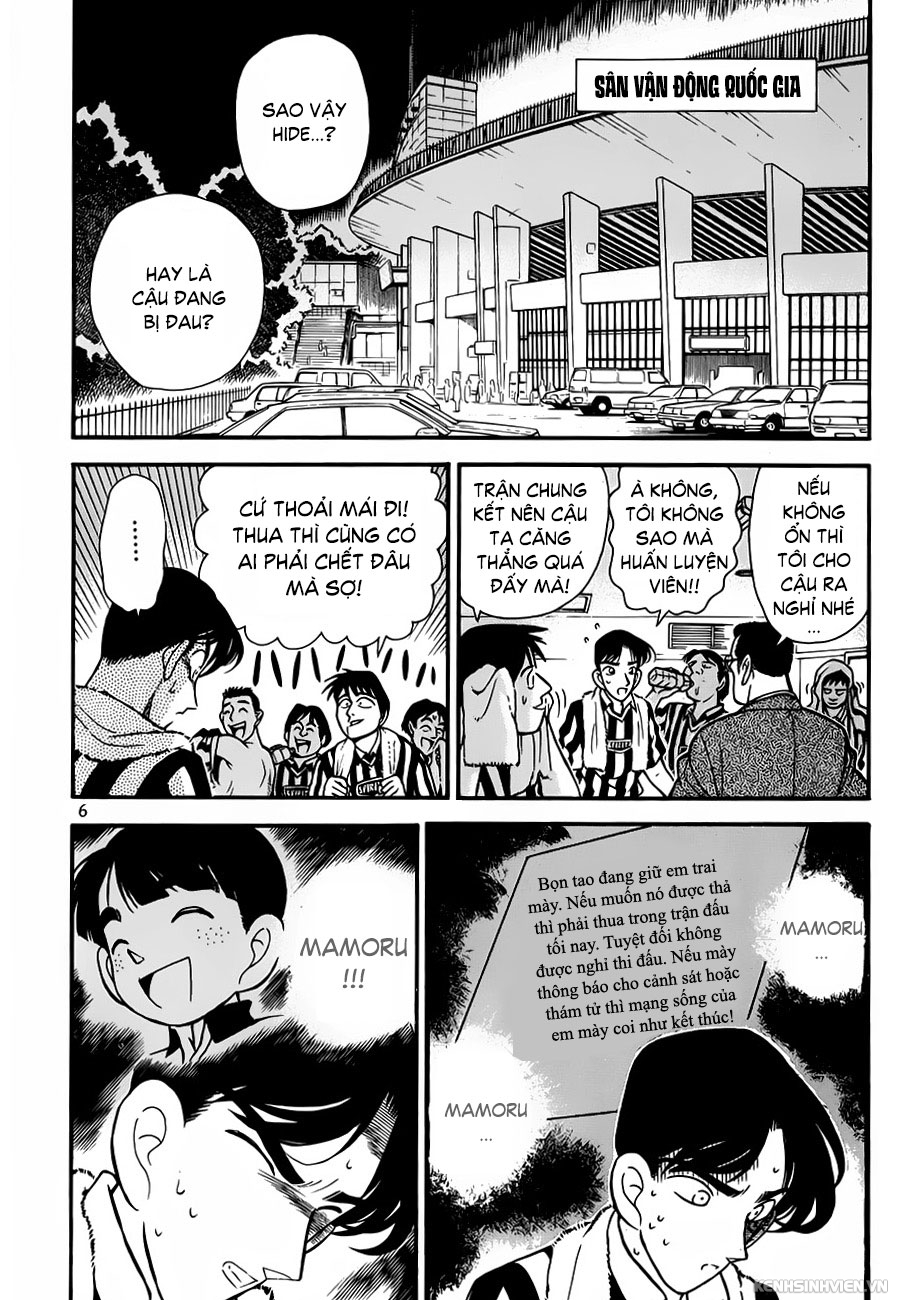 SÂN VẬN ĐỘNG QUỐC GIA
SAO VẬY
HIDE...?
HAY LÀ
CẬU ĐANG
BỊ ĐAU?
NẾU
KHÔNG
ỔN THÌ
TÔI CHO
CẬU RA
NGHỈ NHÉ
...
À KHÔNG,
TÔI KHÔNG
SAO MÀ
HUẤN LUYỆN
VIÊN!!
TRẬN CHUNG
KẾT NÊN CẬU
TA CĂNG
THẲNG QUÁ
ĐẤY MÀ!
SPIRITS
CỨ THOẢI MÁI ĐI!
THUA THÌ CŨNG CÓ
AI PHẢI CHẾT ĐÂU
MÀ SỢ!
SPIRITS
......
6
Bọn tao đang giữ em trai
mày. Nếu muốn nó được thả
thì phải thua trong trận đấu
tối nay. Tuyệt đối không
được nghỉ thi đấu. Nếu mày
thông báo cho cảnh sát hoặc
thám tử thì mạng sống của
em mày coi như kết thúc!
MAMORU
...
MAMORU
...
MAMORU
!!!
KENHSINHVIEN.VN